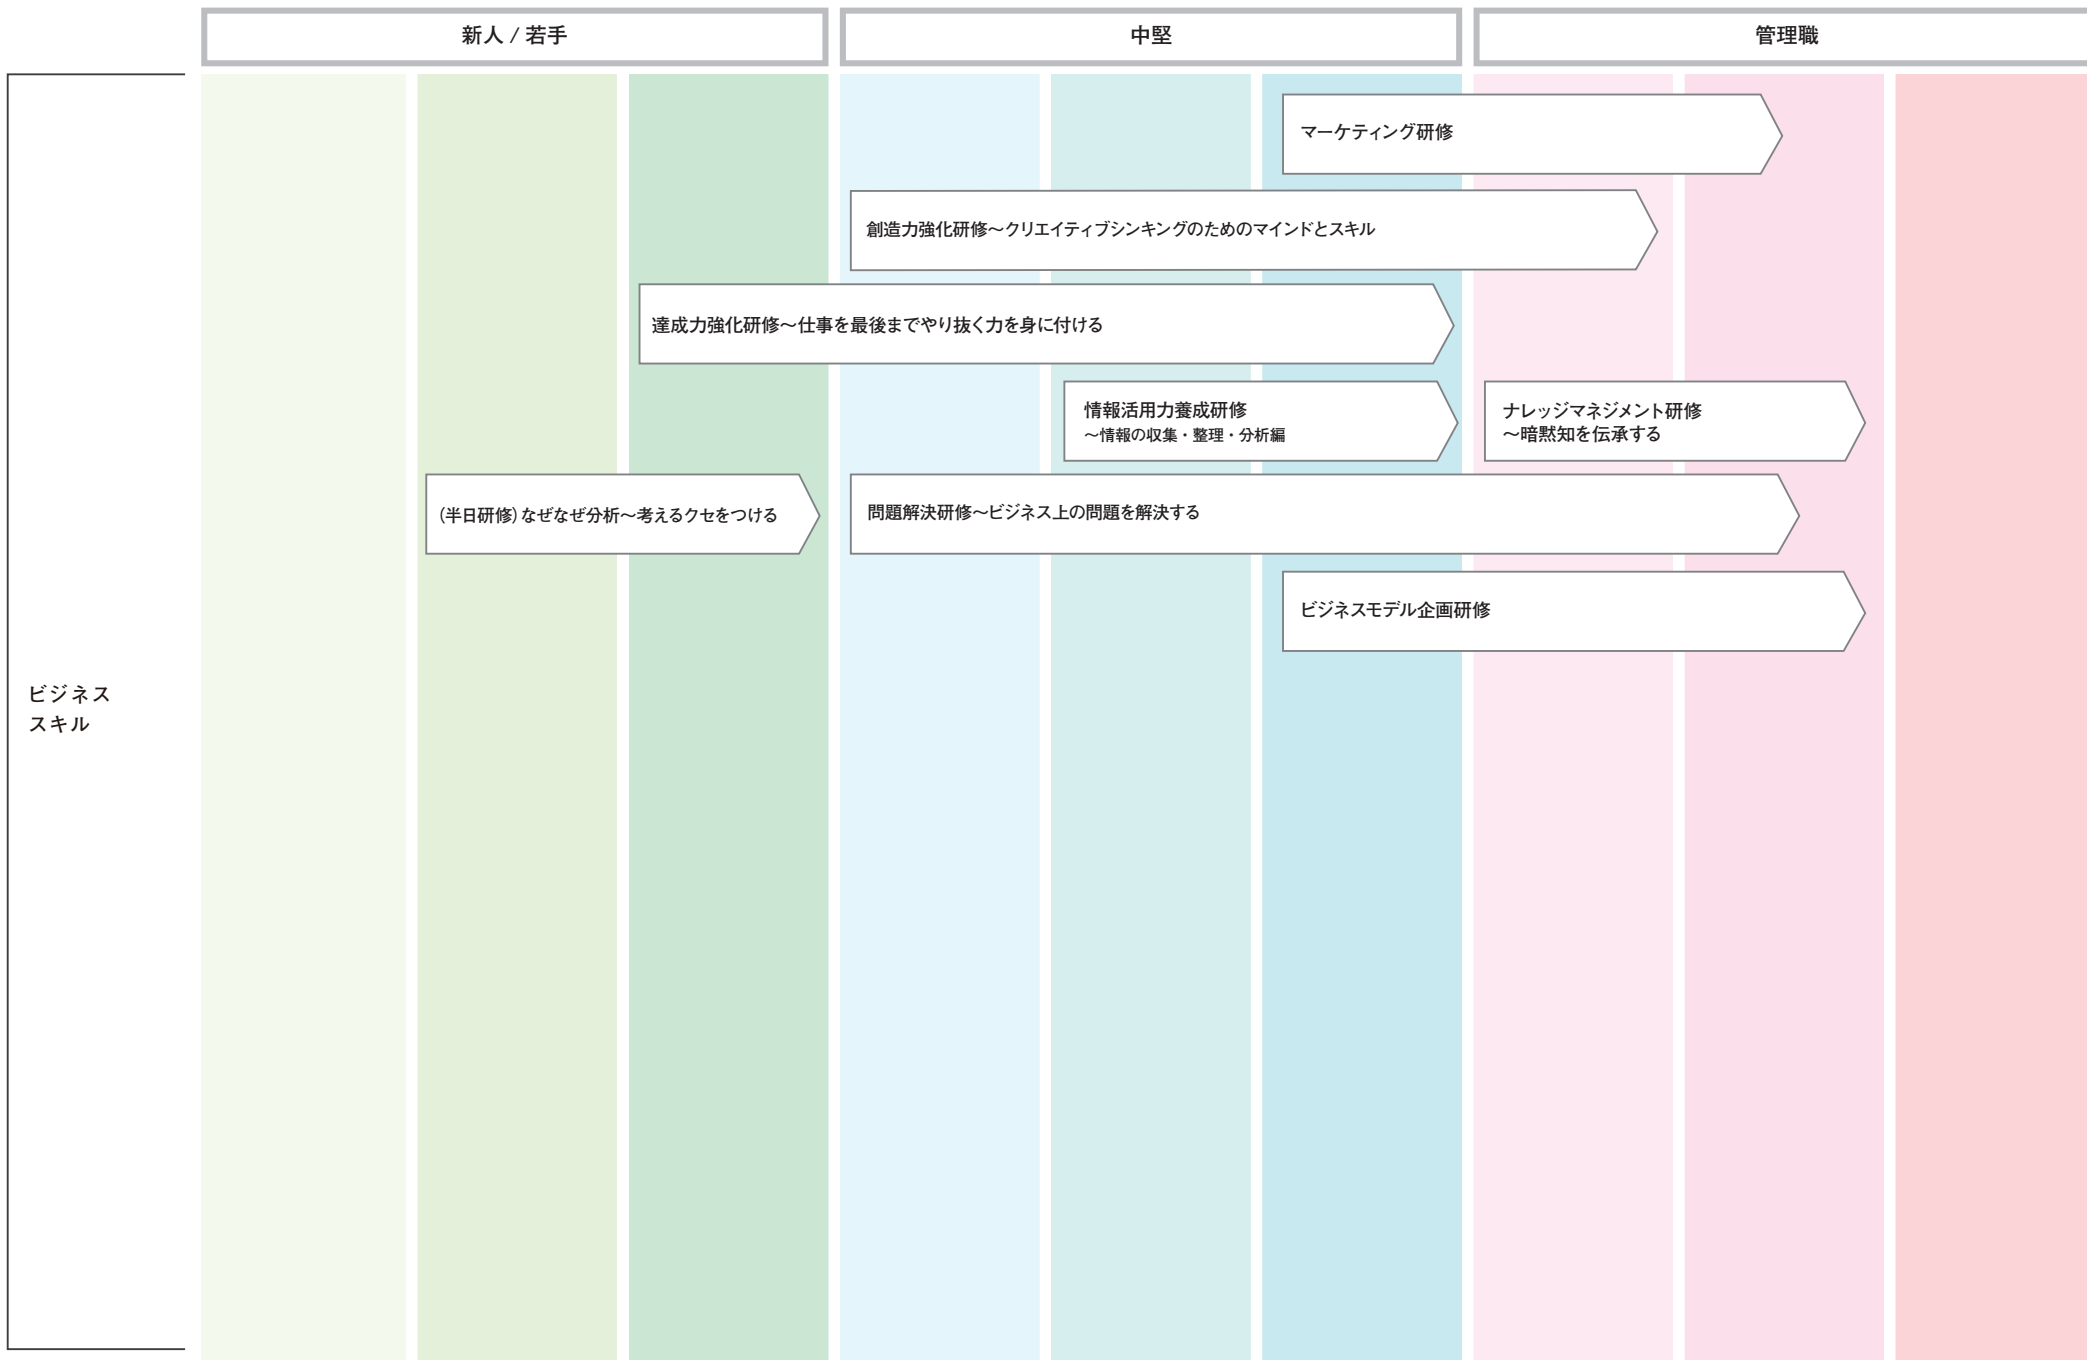 新人 / 若手
中堅
管理職
ビジネス
スキル
マーケティング研修
創造力強化研修～クリエイティブシンキングのためのマインドとスキル
達成力強化研修～仕事を最後までやり抜く力を身に付ける
情報活用力養成研修
～情報の収集・整理・分析編
ナレッジマネジメント研修
～暗黙知を伝承する
(半日研修)なぜなぜ分析～考えるクセをつける
問題解決研修～ビジネス上の問題を解決する
ビジネスモデル企画研修